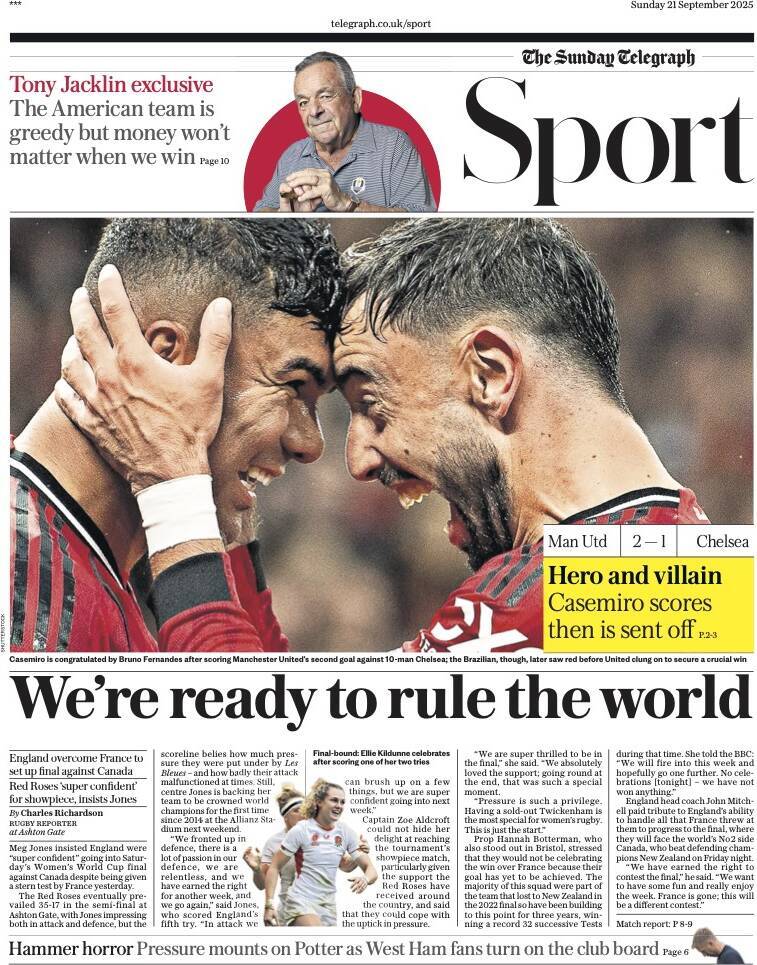 ***
Sunday 21 September 2025
telegraph.co.uk/sport
The Sunday Telegraph
Sport
Tony Jacklin exclusive
The American team is
greedy but money won't
matter when we win Page 10
Man Utd 2 – 1 Chelsea
Hero and villain
Casemiro scores
then is sent off P.2-3
SHUTTERSTOCK
Casemiro is congratulated by Bruno Fernandes after scoring Manchester United's second goal against 10-man Chelsea; the Brazilian, though, later saw red before United clung on to secure a crucial win
We're ready to rule the world
England overcome France to
set up final against Canada
Red Roses 'super confident'
for showpiece, insists Jones
By Charles Richardson
RUGBY REPORTER
at Ashton Gate
Meg Jones insisted England were
"super confident" going into Satur-
day's Women's World Cup final
against Canada despite being given
a stern test by France yesterday.
The Red Roses eventually pre-
vailed 35-17 in the semi-final at
Ashton Gate, with Jones impressing
both in attack and defence, but the
scoreline belies how much pres-
sure they were put under by Les
Bleues – and how badly their attack
malfunctioned at times. Still,
centre Jones is backing her
team to be crowned world
champions for the first time
since 2014 at the Allianz Sta-
dium next weekend.
"We fronted up in
defence, there is a
lot of passion in our
defence, we are
relentless, and we
have earned the right
for another week, and
we go again," said Jones,
who scored England's
fifth try. "In attack we
Final-bound: Ellie Kildunne celebrates
after scoring one of her two tries
can brush up on a few
things, but we are super
confident going into next
week."
Captain Zoe Aldcroft
could not hide her
delight at reaching
the tournament's
showpiece match,
particularly given
the support the
Red Roses have
received around
the country, and said
that they could cope with
the uptick in pressure.
"We are super thrilled to be in
the final," she said. "We absolutely
loved the support; going round at
the end, that was such a special
moment.
"Pressure is such a privilege.
Having a sold-out Twickenham is
the most special for women's rugby.
This is just the start."
Prop Hannah Botterman, who
also stood out in Bristol, stressed
that they would not be celebrating
the win over France because their
goal has yet to be achieved. The
majority of this squad were part of
the team that lost to New Zealand in
the 2022 final so have been building
to this point for three years, win-
ning a record 32 successive Tests
during that time. She told the BBC:
"We will fire into this week and
hopefully go one further. No cele-
brations [tonight] – we have not
won anything."
England head coach John Mitch-
ell paid tribute to England's ability
to handle all that France threw at
them to progress to the final, where
they will face the world's No 2 side
Canada, who beat defending cham-
pions New Zealand on Friday night.
"We have earned the right to
contest the final," he said. "We want
to have some fun and really enjoy
the week. France is gone; this will
be a different contest."
Match report: P 8-9
Hammer horror Pressure mounts on Potter as West Ham fans turn on the club board Page 6